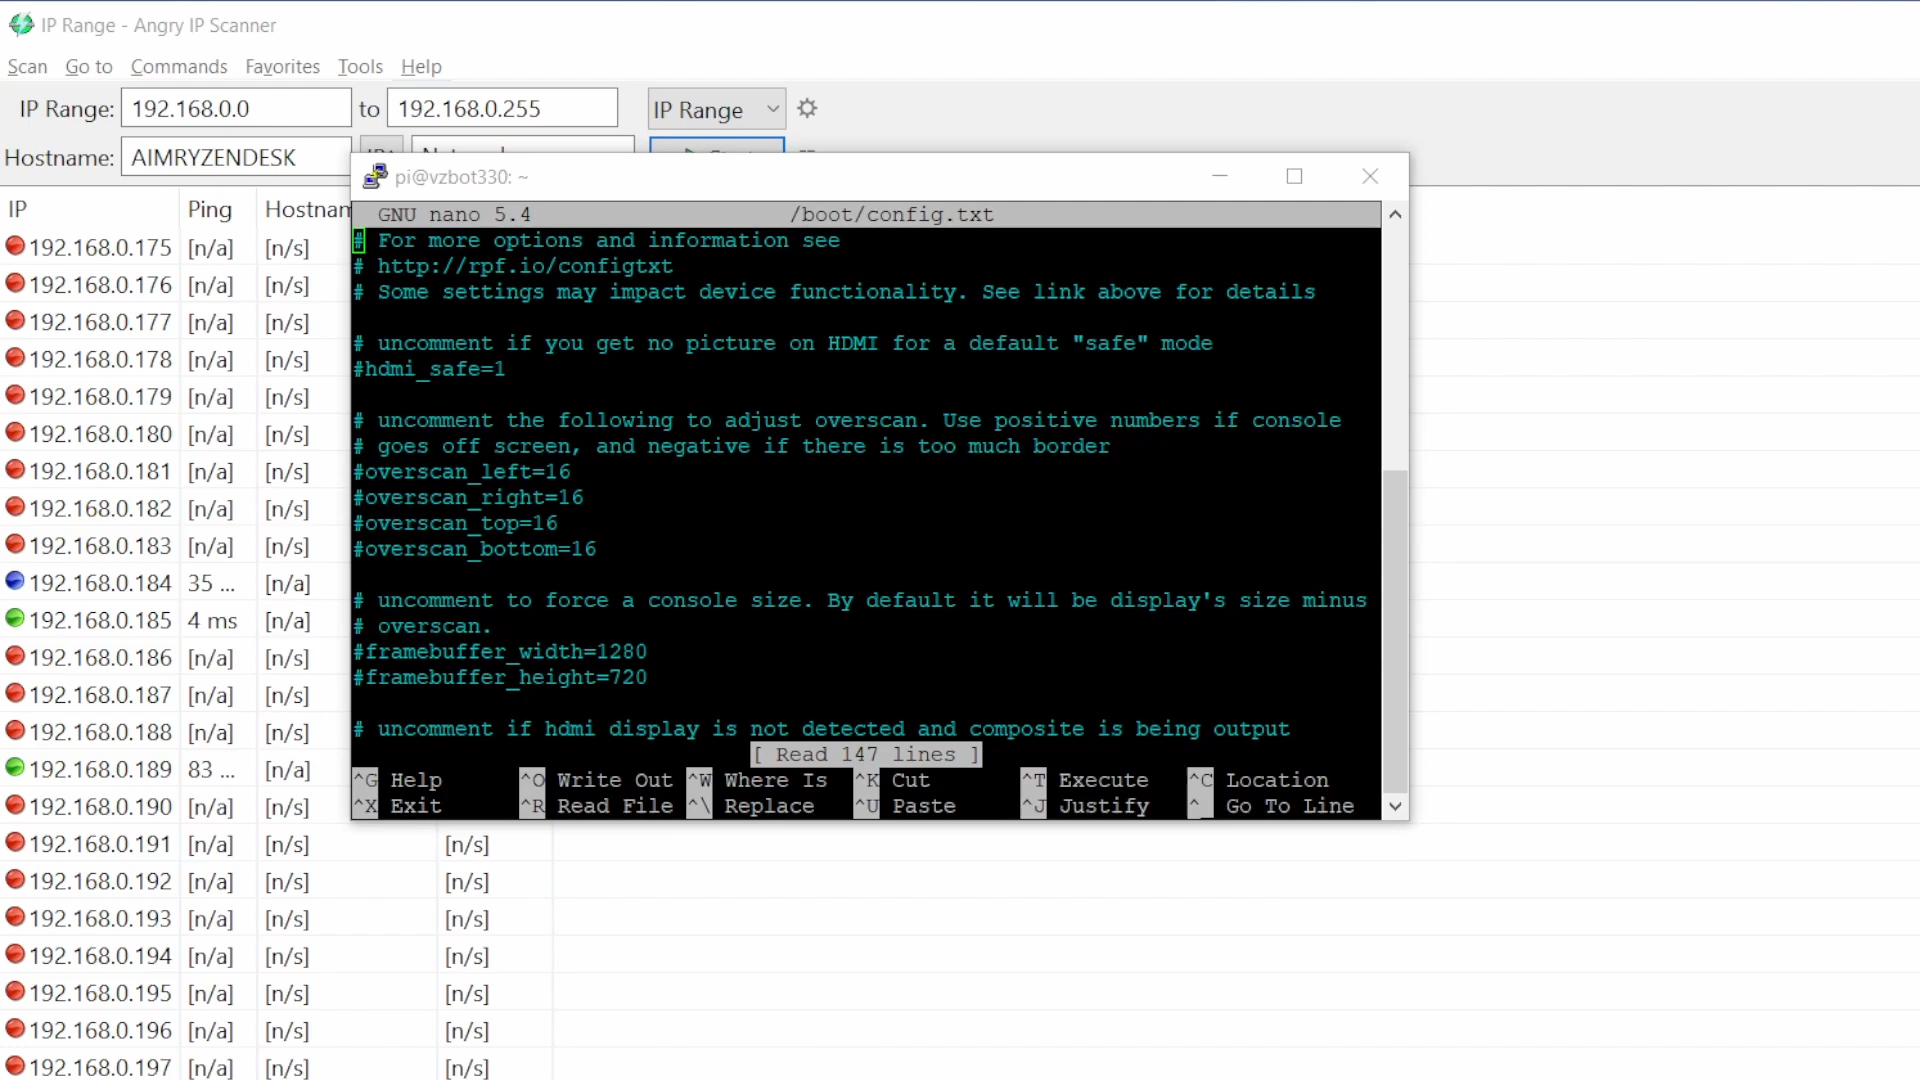 IP Range - Angry IP Scanner
Scan Go to Commands Favorites Tools Help
IP Range: 192.168.0.0 to 192.168.0.255 IP Range
Hostname: AIMRYZENDESK
IP Ping Hostnam
192.168.0.175 [n/a] [n/s]
192.168.0.176 [n/a] [n/s]
192.168.0.177 [n/a] [n/s]
192.168.0.178 [n/a] [n/s]
192.168.0.179 [n/a] [n/s]
192.168.0.180 [n/a] [n/s]
192.168.0.181 [n/a] [n/s]
192.168.0.182 [n/a] [n/s]
192.168.0.183 [n/a] [n/s]
192.168.0.184 35 ... [n/a]
192.168.0.185 4 ms [n/a]
192.168.0.186 [n/a] [n/s]
192.168.0.187 [n/a] [n/s]
192.168.0.188 [n/a] [n/s]
192.168.0.189 83 ... [n/a]
192.168.0.190 [n/a] [n/s]
192.168.0.191 [n/a] [n/s] [n/s]
192.168.0.192 [n/a] [n/s] [n/s]
192.168.0.193 [n/a] [n/s] [n/s]
192.168.0.194 [n/a] [n/s] [n/s]
192.168.0.195 [n/a] [n/s] [n/s]
192.168.0.196 [n/a] [n/s] [n/s]
192.168.0.197 [n/a] [n/s] [n/s]
pi@vzbot330: ~
GNU nano 5.4 /boot/config.txt
# For more options and information see
# http://rpf.io/configtxt
# Some settings may impact device functionality. See link above for details
# uncomment if you get no picture on HDMI for a default "safe" mode
#hdmi_safe=1
# uncomment the following to adjust overscan. Use positive numbers if console
# goes off screen, and negative if there is too much border
#overscan_left=16
#overscan_right=16
#overscan_top=16
#overscan_bottom=16
# uncomment to force a console size. By default it will be display's size minus
# overscan.
#framebuffer_width=1280
#framebuffer_height=720
# uncomment if hdmi display is not detected and composite is being output
[ Read 147 lines ]
^G Help ^O Write Out ^W Where Is ^K Cut ^T Execute ^C Location
^X Exit ^R Read File ^\ Replace ^U Paste ^J Justify ^_ Go To Line